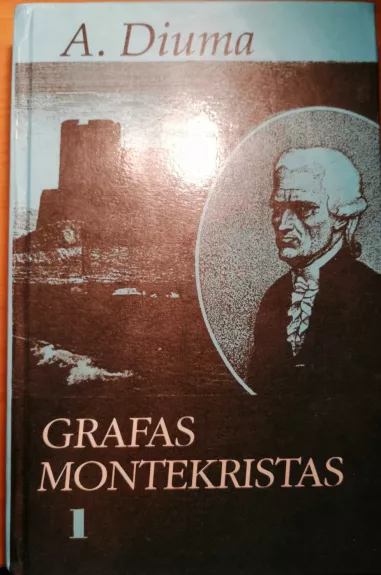 A. Diuma
GRAFAS
MONTEKRISTAS
1